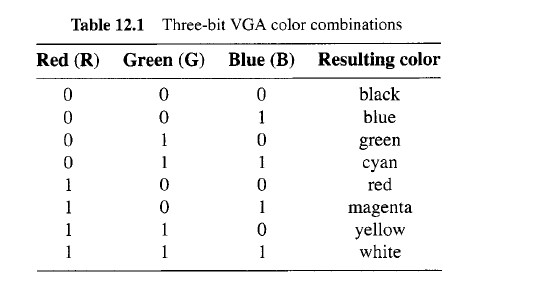 Table 12.1 Three-bit VGA color combinations
Red (R) Green (G) Blue (B) Resulting color
0 0 0 black
0 0 1 blue
0 1 0 green
0 1 1 cyan
1 0 0 red
1 0 1 magenta
1 1 0 yellow
1 1 1 white